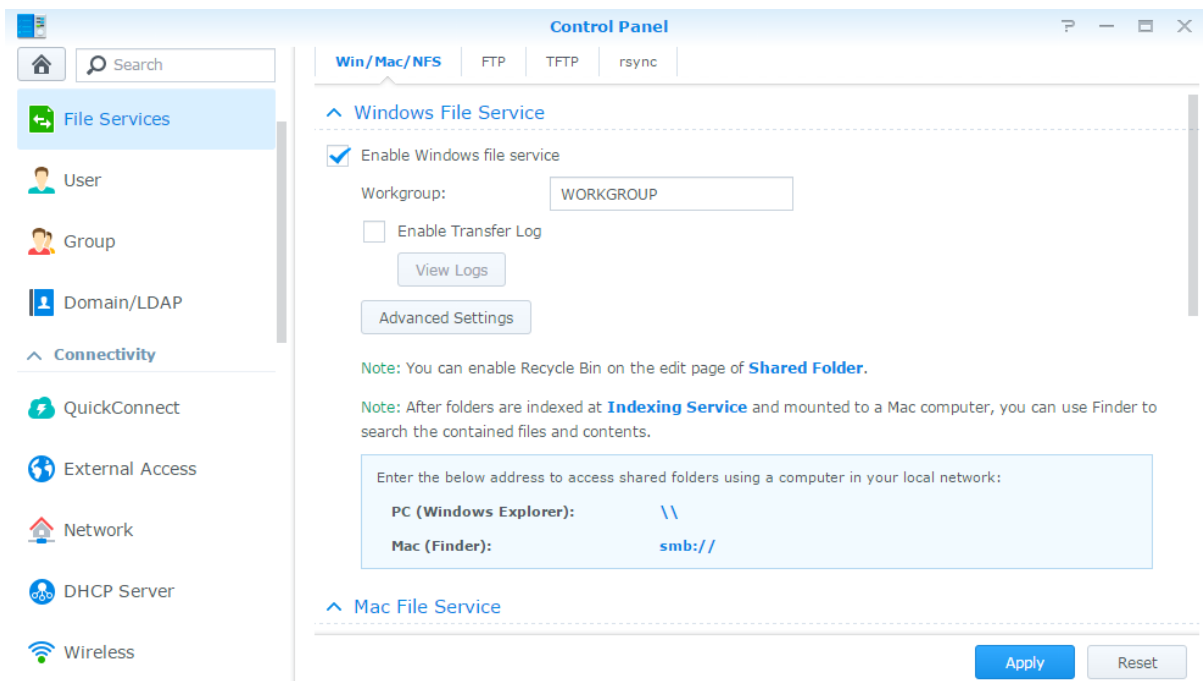 Control Panel
Search
File Services
User
Group
Domain/LDAP
Connectivity
QuickConnect
External Access
Network
DHCP Server
Wireless
Win/Mac/NFS FTP TFTP rsync
Windows File Service
Enable Windows file service
Workgroup: WORKGROUP
Enable Transfer Log
View Logs
Advanced Settings
Note: You can enable Recycle Bin on the edit page of Shared Folder.
Note: After folders are indexed at Indexing Service and mounted to a Mac computer, you can use Finder to
search the contained files and contents.
Enter the below address to access shared folders using a computer in your local network:
PC (Windows Explorer): \\
Mac (Finder): smb://
Mac File Service
Apply Reset